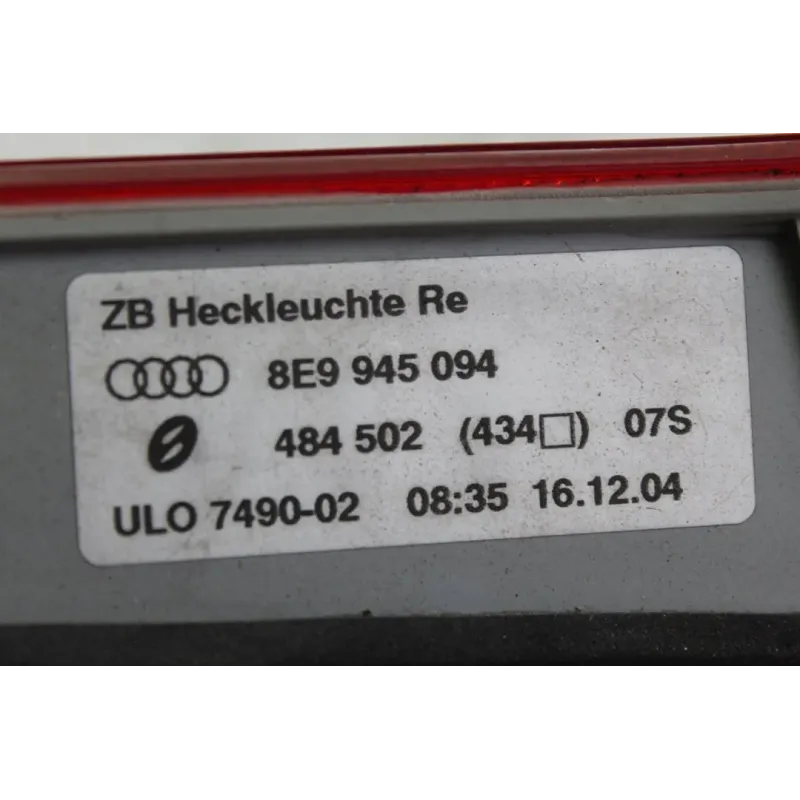 ZB Heckleuchte Re
8E9 945 094
484 502 (434□) 07S
ULO 7490-02 08:35 16.12.04